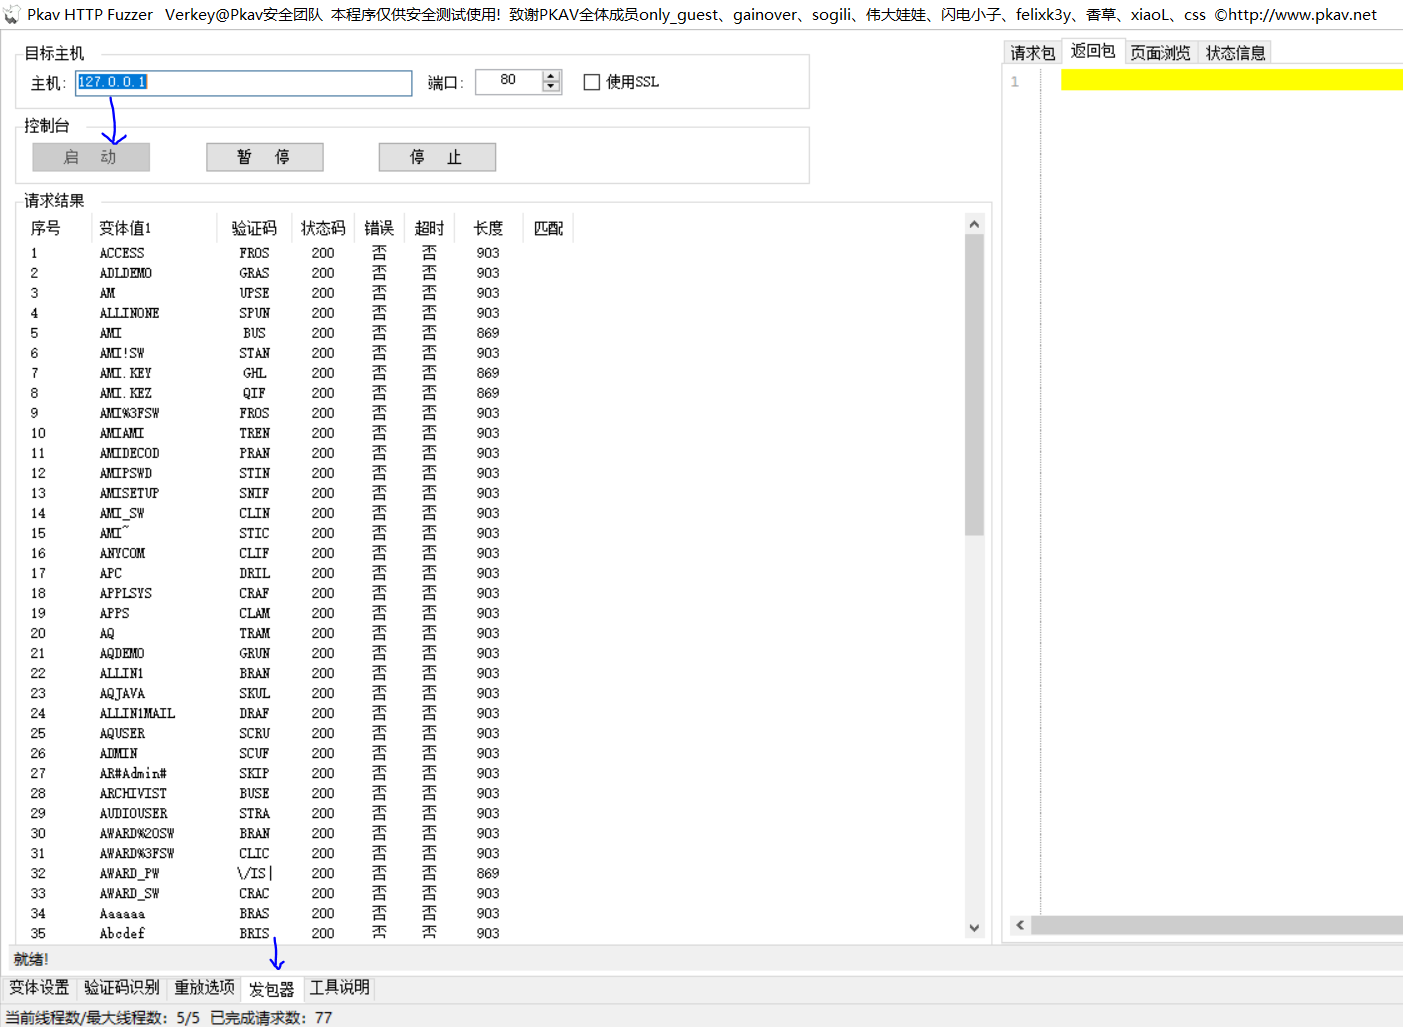 Pkav HTTP Fuzzer Verkey@Pkav安全团队 本程序仅供安全测试使用! 致谢PKAV全体成员only_guest、gainover、sogili、伟大娃娃、闪电小子、felixk3y、香草、xiaoL、css ©http://www.pkav.net
目标主机
主机: 127.0.0.1 端口: 80 使用SSL
控制台
启 动 暂 停 停 止
请求结果
序号 变体值1 验证码 状态码 错误 超时 长度 匹配
1 ACCESS FROS 200 否 否 903
2 ADLDEMO GRAS 200 否 否 903
3 AM UPSE 200 否 否 903
4 ALLINONE SPUN 200 否 否 903
5 AMI BUS 200 否 否 869
6 AMI!SW STAN 200 否 否 903
7 AMI.KEY GHL 200 否 否 869
8 AMI.KEZ QIF 200 否 否 869
9 AMI%3FSW FROS 200 否 否 903
10 AMIAMI TREN 200 否 否 903
11 AMIDECOD PRAN 200 否 否 903
12 AMIPSWD STIN 200 否 否 903
13 AMISETUP SNIF 200 否 否 903
14 AMI_SW CLIN 200 否 否 903
15 AMI~ STIC 200 否 否 903
16 ANYCOM CLIF 200 否 否 903
17 APC DRIL 200 否 否 903
18 APPLSYS CRAF 200 否 否 903
19 APPS CLAM 200 否 否 903
20 AQ TRAM 200 否 否 903
21 AQDEMO GRUN 200 否 否 903
22 ALLIN1 BRAN 200 否 否 903
23 AQJAVA SKUL 200 否 否 903
24 ALLIN1MAIL DRAF 200 否 否 903
25 AQUSER SCRU 200 否 否 903
26 ADMIN SCUF 200 否 否 903
27 AR#Admin# SKIP 200 否 否 903
28 ARCHIVIST BUSE 200 否 否 903
29 AUDIOUSER STRA 200 否 否 903
30 AWARD%20SW BRAN 200 否 否 903
31 AWARD%3FSW CLIC 200 否 否 903
32 AWARD_PW \/IS| 200 否 否 869
33 AWARD_SW CRAC 200 否 否 903
34 Aaaaaa BRAS 200 否 否 903
35 Abcdef BRIS 200 否 否 903
请求包 返回包 页面浏览 状态信息
1
就绪!
变体设置 验证码识别 重放选项 发包器 工具说明
当前线程数/最大线程数: 5/5 已完成请求数: 77